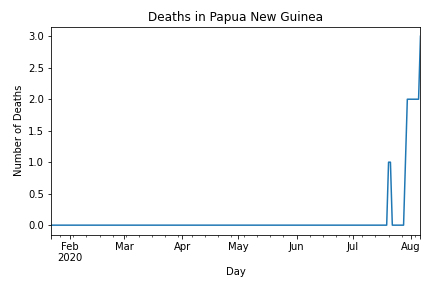 Deaths in Papua New Guinea
3.0
2.5
2.0
1.5
1.0
0.5
0.0
Number of Deaths
Feb Mar Apr May Jun Jul Aug
2020
Day